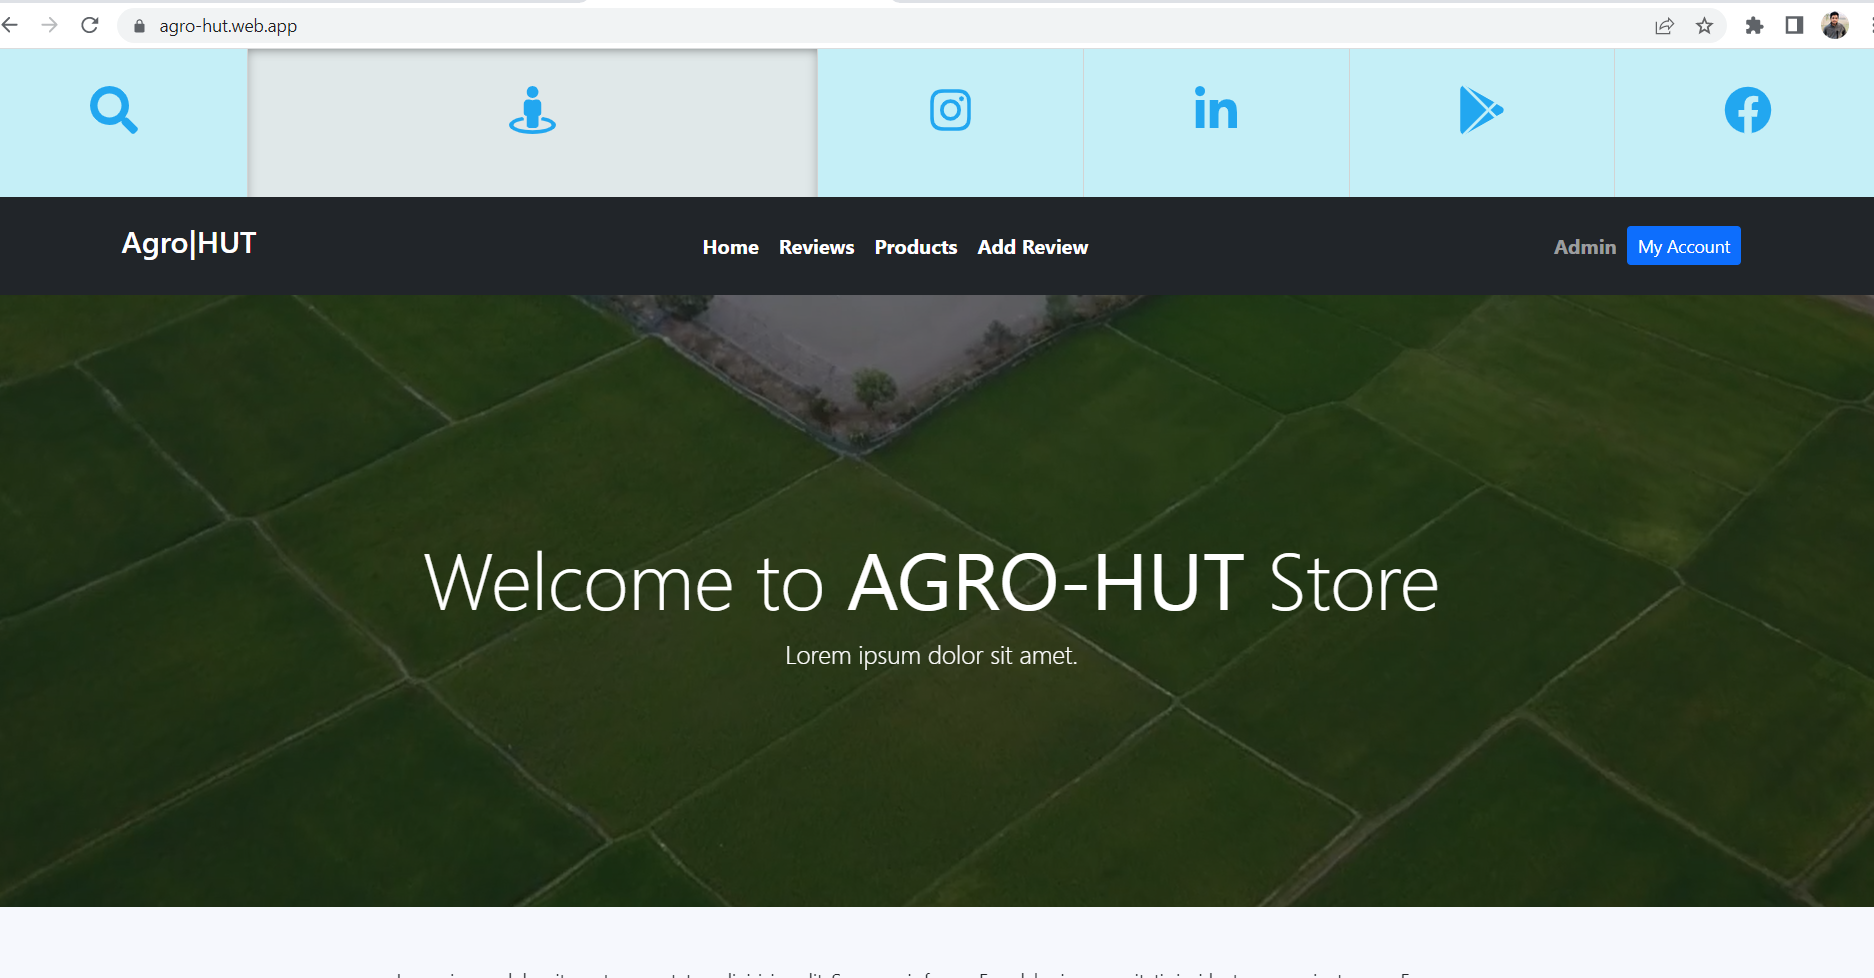 agro-hut.web.app
Agro|HUT
Home Reviews Products Add Review
Admin My Account
Welcome to AGRO-HUT Store
Lorem ipsum dolor sit amet.